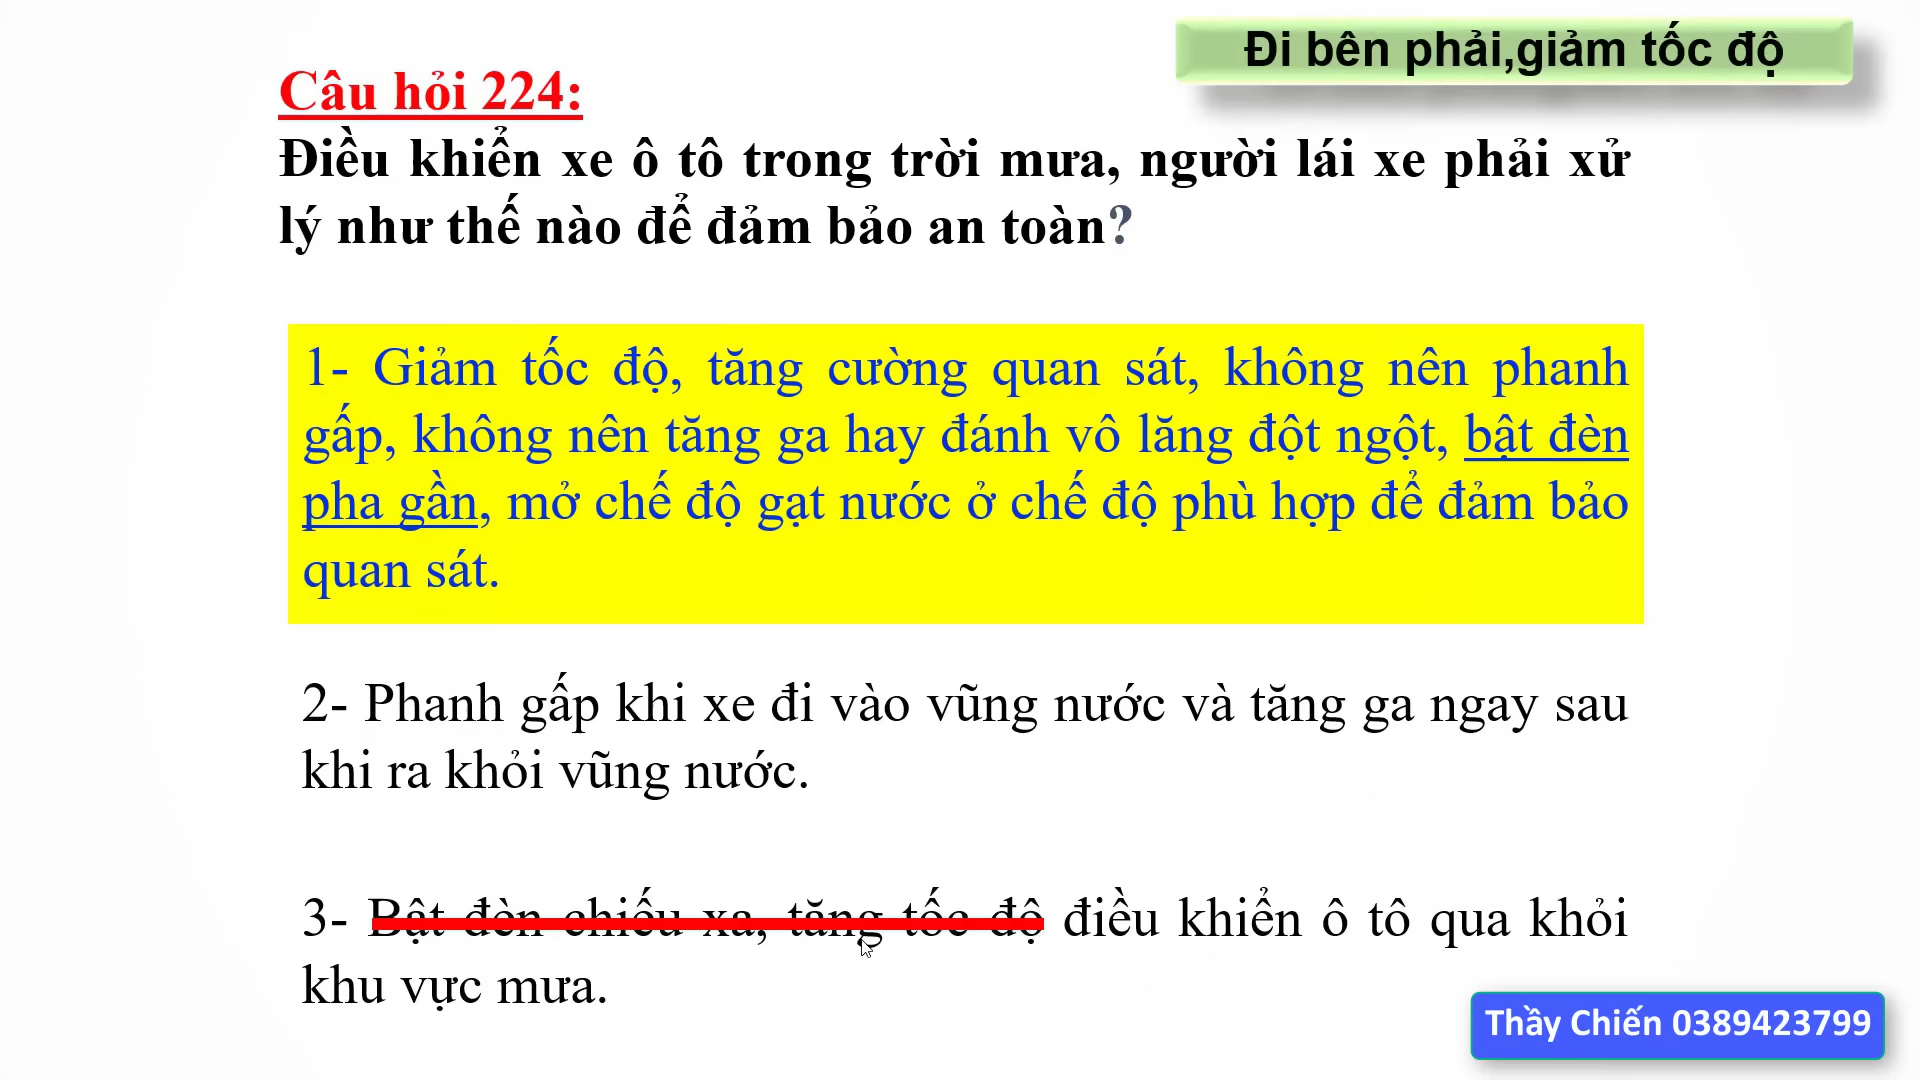 Đi bên phải,giảm tốc độ
Câu hỏi 224:
Điều khiển xe ô tô trong trời mưa, người lái xe phải xử
lý như thế nào để đảm bảo an toàn?
1- Giảm tốc độ, tăng cường quan sát, không nên phanh
gấp, không nên tăng ga hay đánh vô lăng đột ngột, bật đèn
pha gần, mở chế độ gạt nước ở chế độ phù hợp để đảm bảo
quan sát.
2- Phanh gấp khi xe đi vào vũng nước và tăng ga ngay sau
khi ra khỏi vũng nước.
3- Bật đèn chiếu xa, tăng tốc độ điều khiển ô tô qua khỏi
khu vực mưa.
Thầy Chiến 0389423799